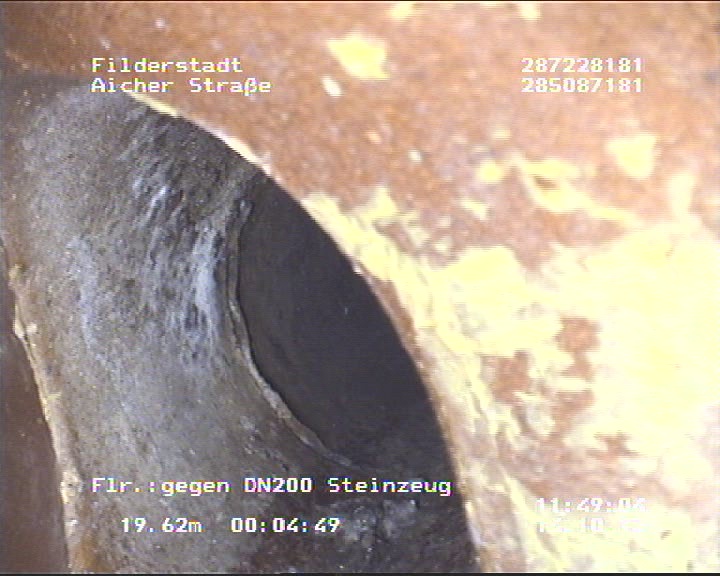 Filderstadt 287228181
Aicher Straße 285087181
Flr.:gegen DN200 Steinzeug
11:49:04
19.62m 00:04:49